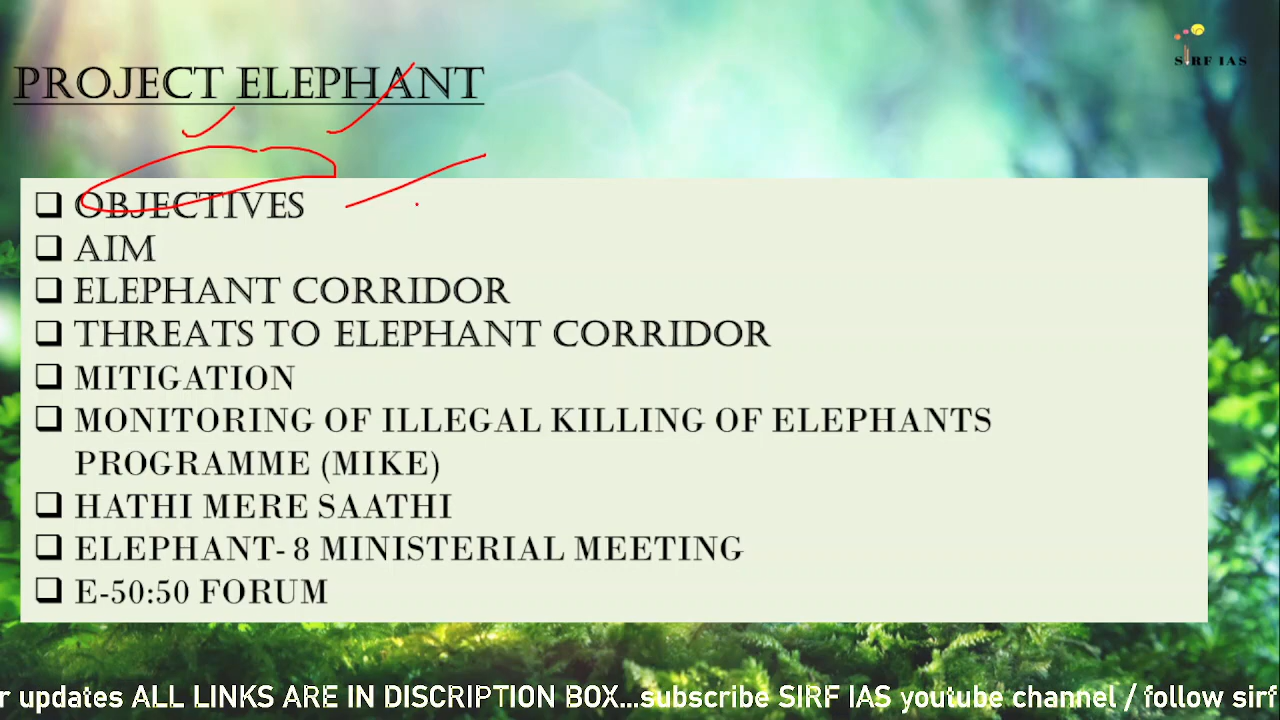 SIRF IAS
PROJECT ELEPHANT
❑ OBJECTIVES
❑ AIM
❑ ELEPHANT CORRIDOR
❑ THREATS TO ELEPHANT CORRIDOR
❑ MITIGATION
❑ MONITORING OF ILLEGAL KILLING OF ELEPHANTS
PROGRAMME (MIKE)
❑ HATHI MERE SAATHI
❑ ELEPHANT- 8 MINISTERIAL MEETING
❑ E-50:50 FORUM
r updates ALL LINKS ARE IN DISCRIPTION BOX...subscribe SIRF IAS youtube channel / follow sirf